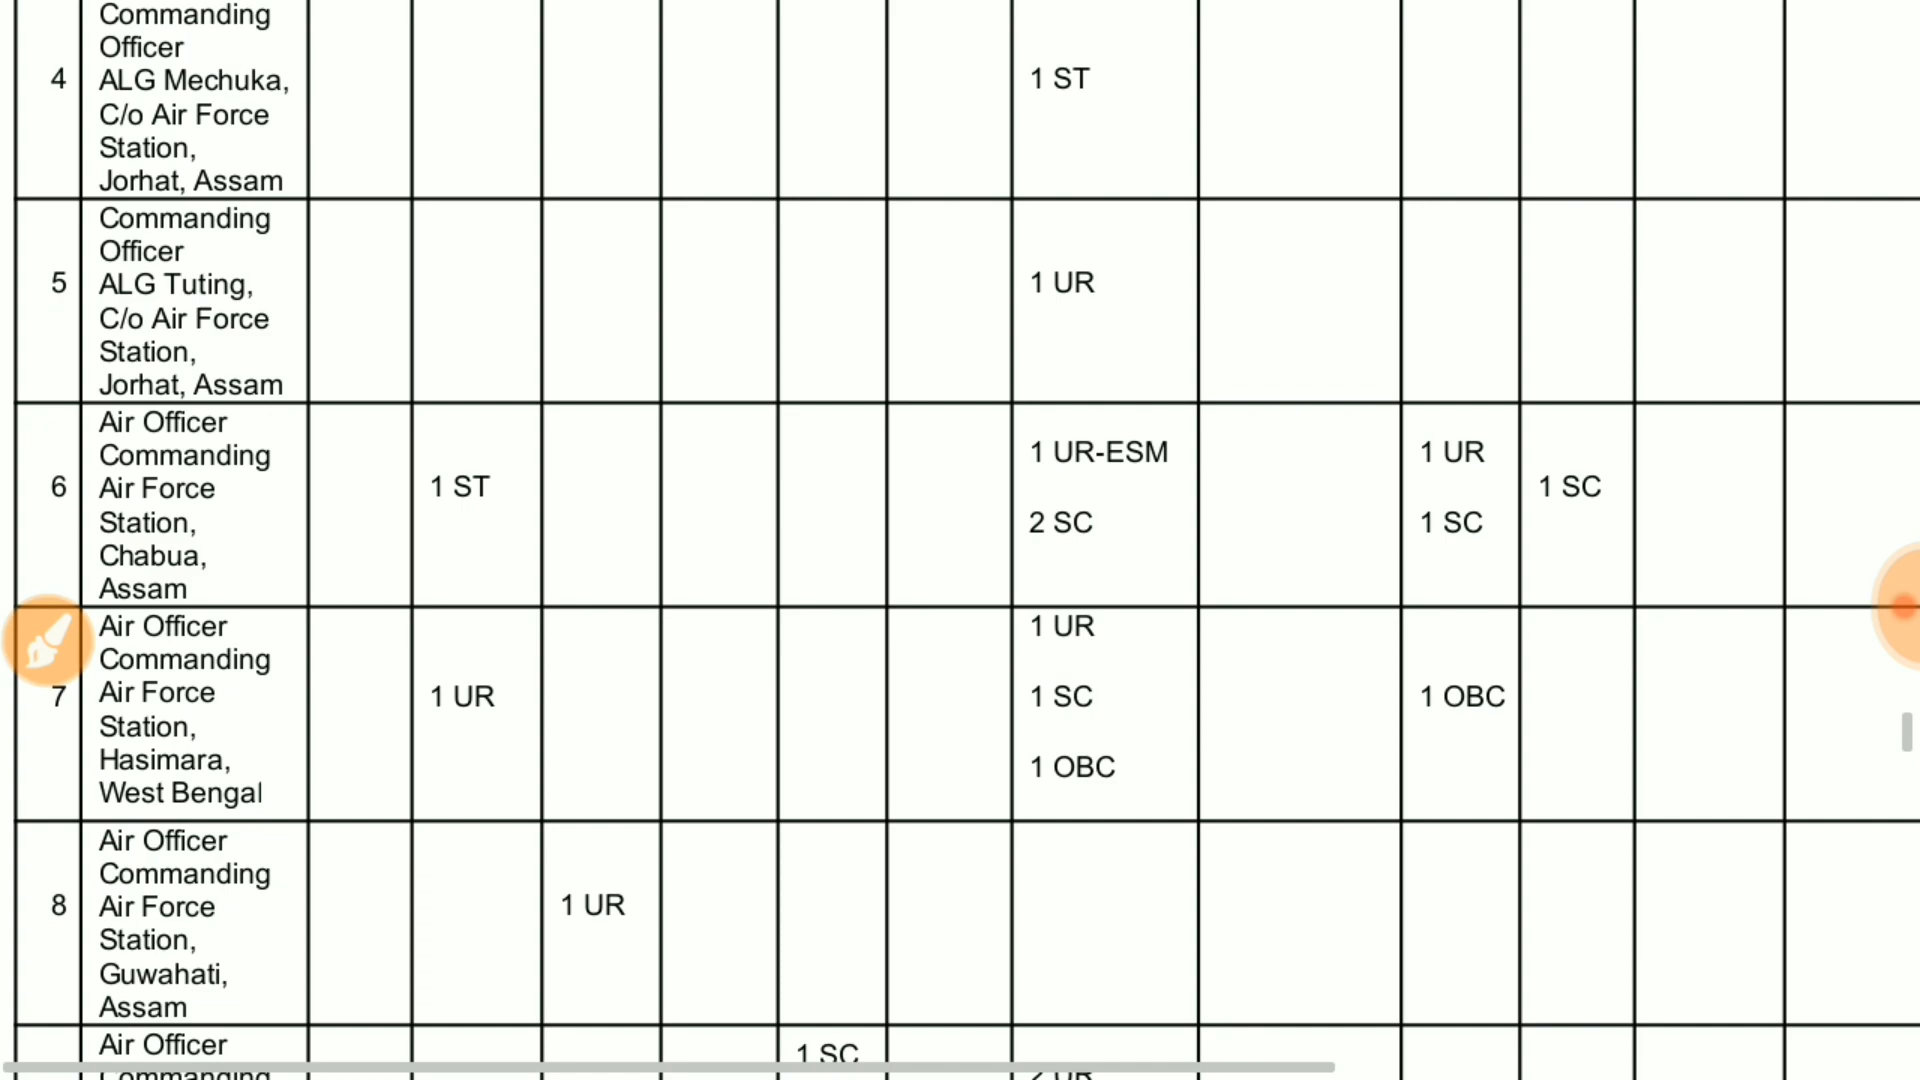 Commanding
Officer
4
ALG Mechuka,
C/o Air Force
Station,
Jorhat, Assam
1 ST
5
Commanding
Officer
ALG Tuting,
C/o Air Force
Station,
Jorhat, Assam
1 UR
6
Air Officer
Commanding
Air Force
Station,
Chabua,
Assam
1 ST
1 UR-ESM
2 SC
1 UR
1 SC
1 SC
7
Air Officer
Commanding
Air Force
Station,
Hasimara,
West Bengal
1 UR
1 UR
1 SC
1 OBC
1 OBC
8
Air Officer
Commanding
Air Force
Station,
Guwahati,
Assam
1 UR
Air Officer
Commanding
1 SC
2 UR